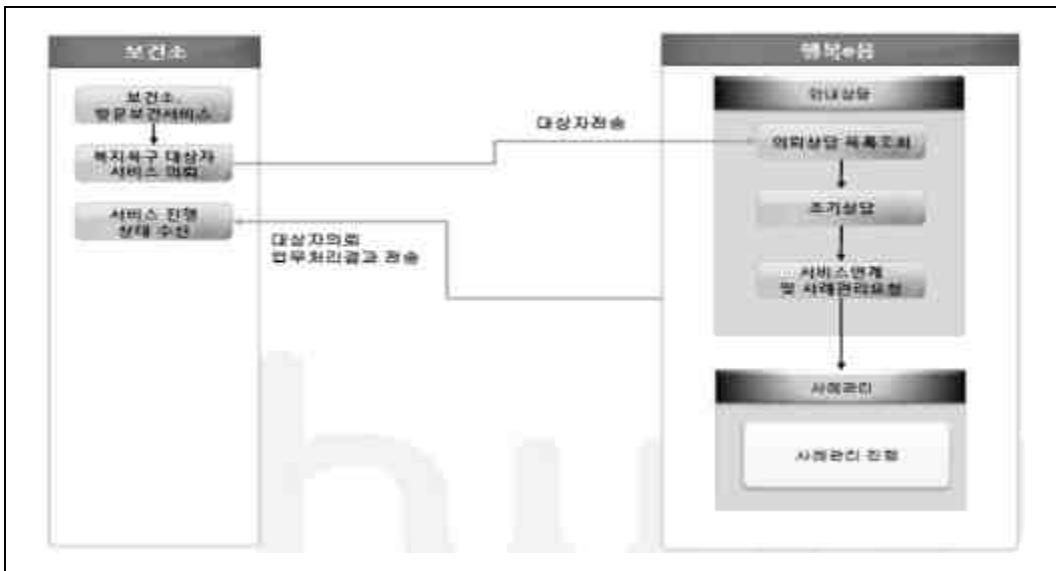 보건소
보건소,
방문보건서비스
복지욕구 대상자
서비스 의뢰
서비스 진행
상태 수신
대상자전송
대상자의뢰
업무처리결과 전송
행복e음
안내상담
의뢰상담 목록조회
초기상담
서비스연계
및 사례관리요청
사례관리
사례관리 진행